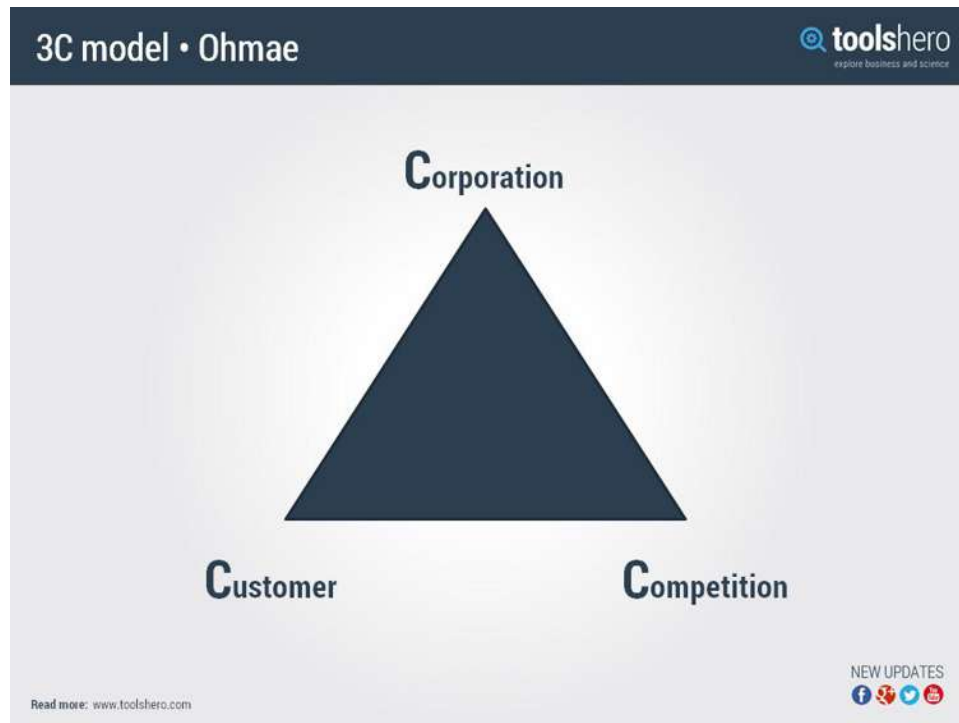 3C model • Ohmae
toolshero
explore business and science
Corporation
Customer
Competition
NEW UPDATES
Read more: www.toolshero.com